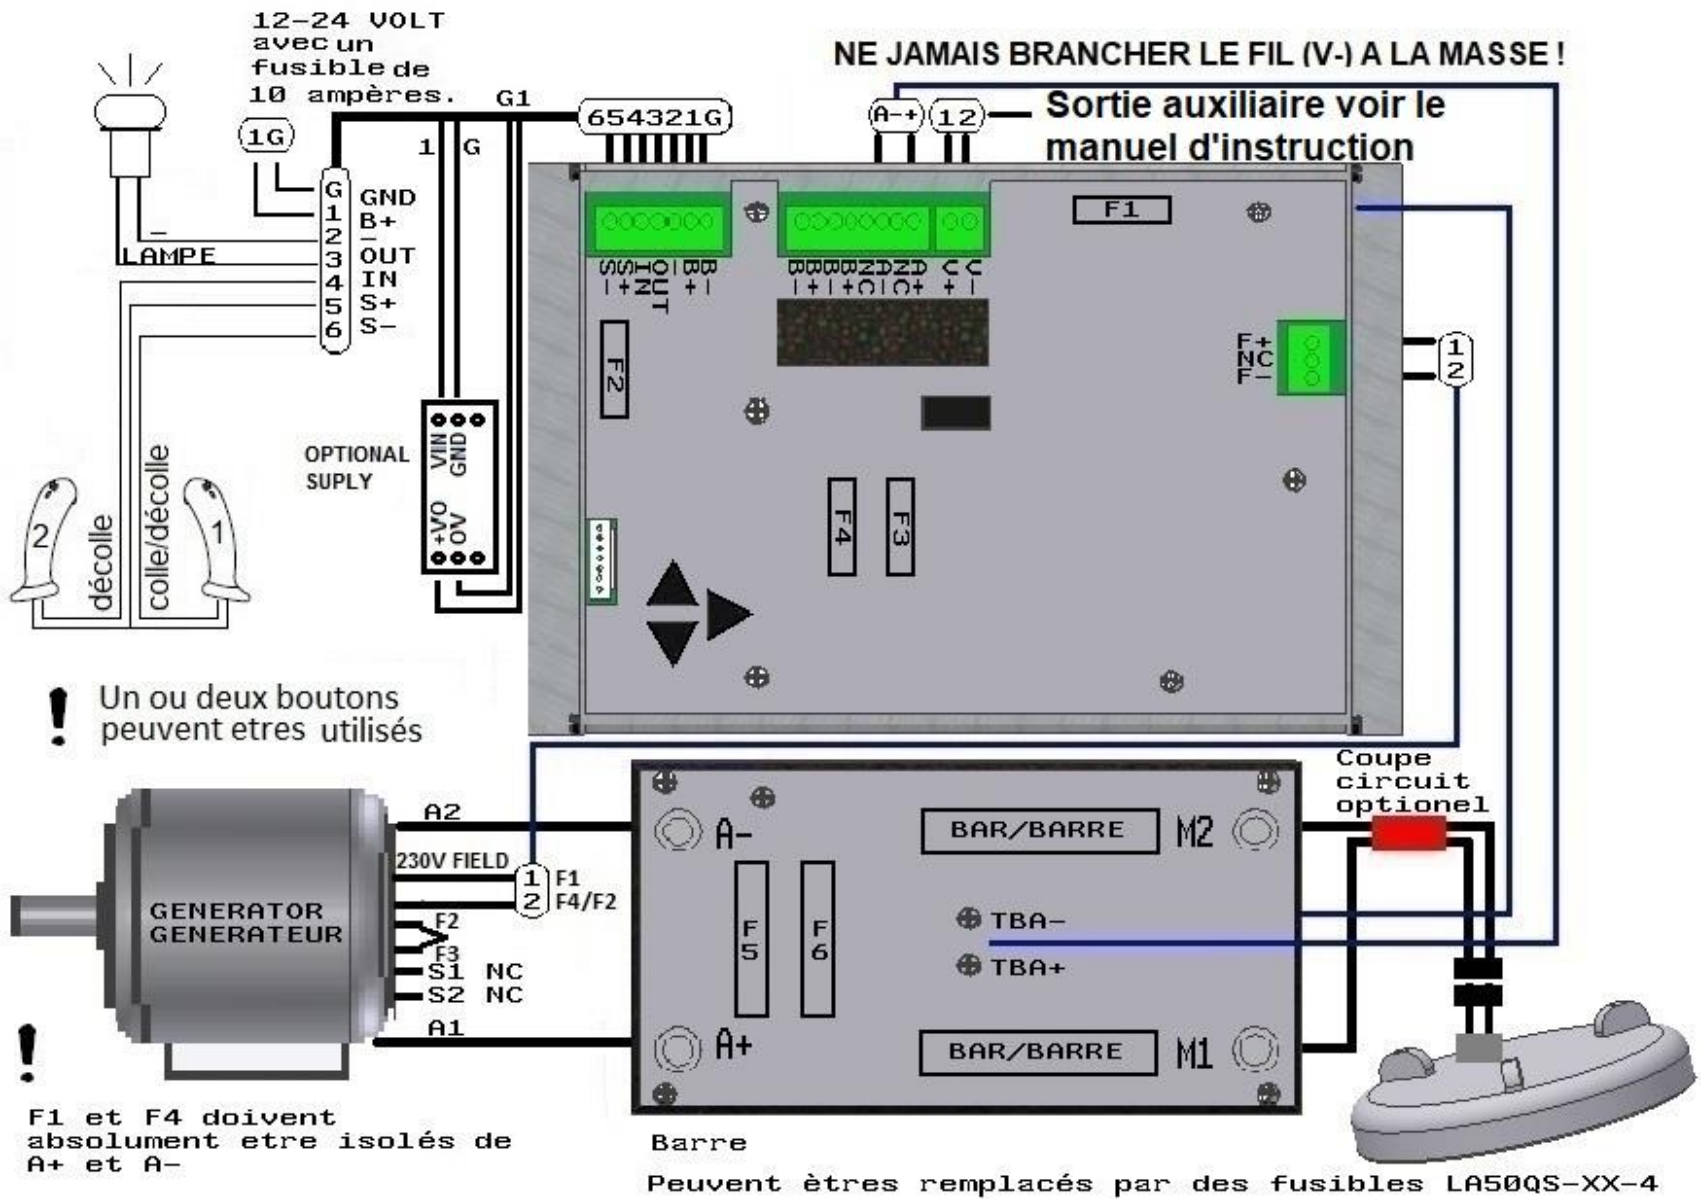 12-24 VOLT
avec un
fusible de
10 ampères.
NE JAMAIS BRANCHER LE FIL (V-) A LA MASSE !
G1
654321G
A-+
12
Sortie auxiliaire voir le
manuel d'instruction
1G
1
G
G
GND
1
B+
2
-
3
OUT
4
IN
5
S+
6
S-
-
LAMPE
F1
S-
S+
IN
OUT
-
B+
B-
B-
B+
B-
B+
NC
A-
NC
A+
V+
V-
F2
F+
NC
F-
1
2
OPTIONAL
SUPLY
VIN
GND
+VO
0V
F4
F3
2
décolle
colle/décolle
1
! Un ou deux boutons
peuvent etres utilisés
Coupe
circuit
optionel
A2
A-
BAR/BARRE
M2
230V FIELD
1
F1
2
F4/F2
GENERATOR
GENERATEUR
F2
F3
S1 NC
S2 NC
F5
F6
TBA-
TBA+
A1
A+
BAR/BARRE
M1
!
F1 et F4 doivent
absolument etre isolés de
A+ et A-
Barre
Peuvent ètres remplacés par des fusibles LA50QS-XX-4